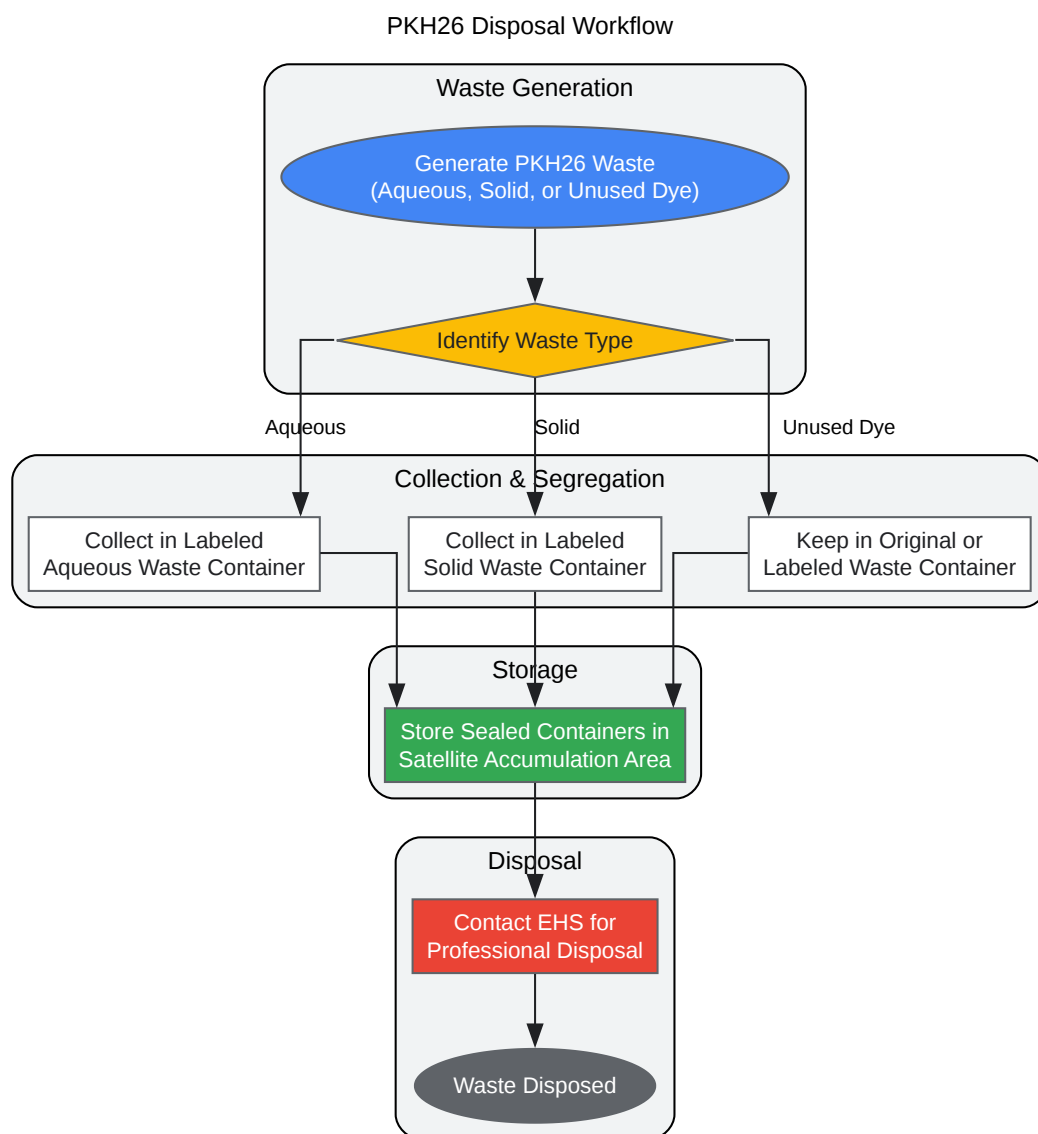 PKH26 Disposal Workflow
Waste Generation
Generate PKH26 Waste
(Aqueous, Solid, or Unused Dye)
Identify Waste Type
Aqueous
Solid
Unused Dye
Collection & Segregation
Collect in Labeled
Aqueous Waste Container
Collect in Labeled
Solid Waste Container
Keep in Original or
Labeled Waste Container
Storage
Store Sealed Containers in
Satellite Accumulation Area
Disposal
Contact EHS for
Professional Disposal
Waste Disposed